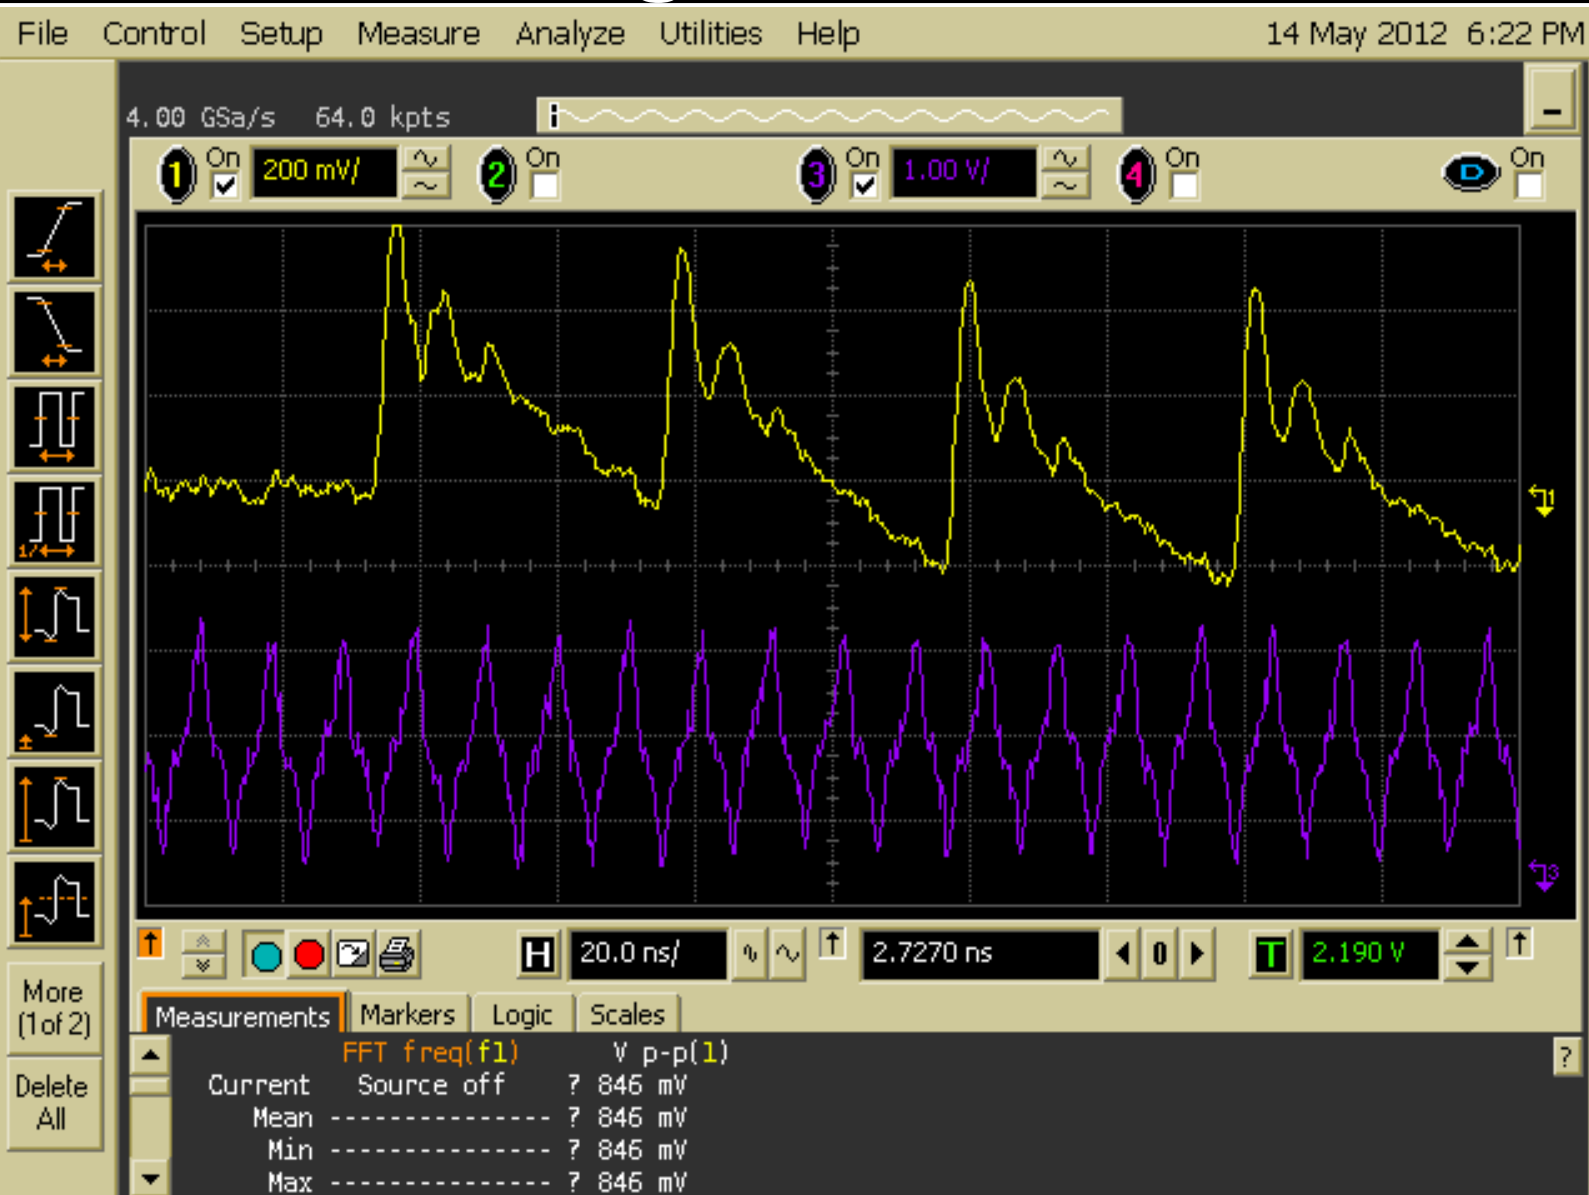 File Control Setup Measure Analyze Utilities Help 14 May 2012 6:22 PM
4.00 GSa/s 64.0 kpts
1 On 200 mV/ 2 On 3 On 1.00 V/ 4 On D On
1/
1
3
H 20.0 ns/ 2.7270 ns 0 T 2.190 V
More
(1of 2)
Delete
All
Measurements Markers Logic Scales
FFT freq(f1) V p-p(1)
Current Source off ? 846 mV
Mean --------------- ? 846 mV
Min --------------- ? 846 mV
Max --------------- ? 846 mV
?